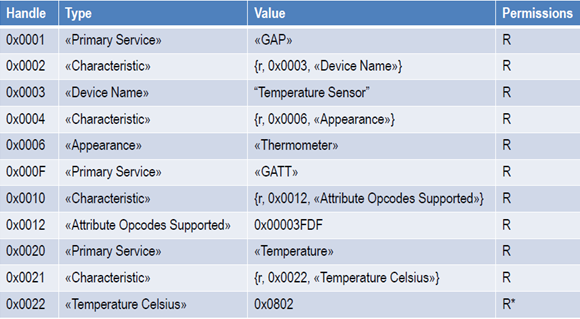 Handle Type Value Permissions
0x0001 «Primary Service» «GAP» R
0x0002 «Characteristic» {r, 0x0003, «Device Name»} R
0x0003 «Device Name» “Temperature Sensor” R
0x0004 «Characteristic» {r, 0x0006, «Appearance»} R
0x0006 «Appearance» «Thermometer» R
0x000F «Primary Service» «GATT» R
0x0010 «Characteristic» {r, 0x0012, «Attribute Opcodes Supported»} R
0x0012 «Attribute Opcodes Supported» 0x00003FDF R
0x0020 «Primary Service» «Temperature» R
0x0021 «Characteristic» {r, 0x0022, «Temperature Celsius»} R
0x0022 «Temperature Celsius» 0x0802 R*